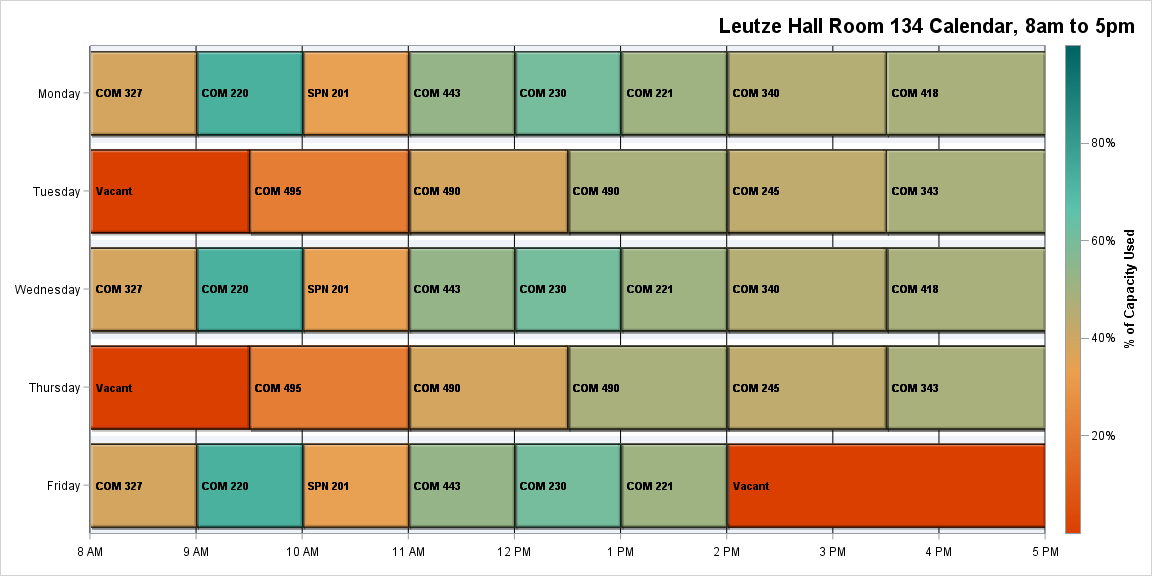 Leutze Hall Room 134 Calendar, 8am to 5pm
Monday
COM 327
COM 220
SPN 201
COM 443
COM 230
COM 221
COM 340
COM 418
Tuesday
Vacant
COM 495
COM 490
COM 490
COM 245
COM 343
Wednesday
COM 327
COM 220
SPN 201
COM 443
COM 230
COM 221
COM 340
COM 418
Thursday
Vacant
COM 495
COM 490
COM 490
COM 245
COM 343
Friday
COM 327
COM 220
SPN 201
COM 443
COM 230
COM 221
Vacant
8 AM
9 AM
10 AM
11 AM
12 PM
1 PM
2 PM
3 PM
4 PM
5 PM
80%
60%
40%
20%
% of Capacity Used